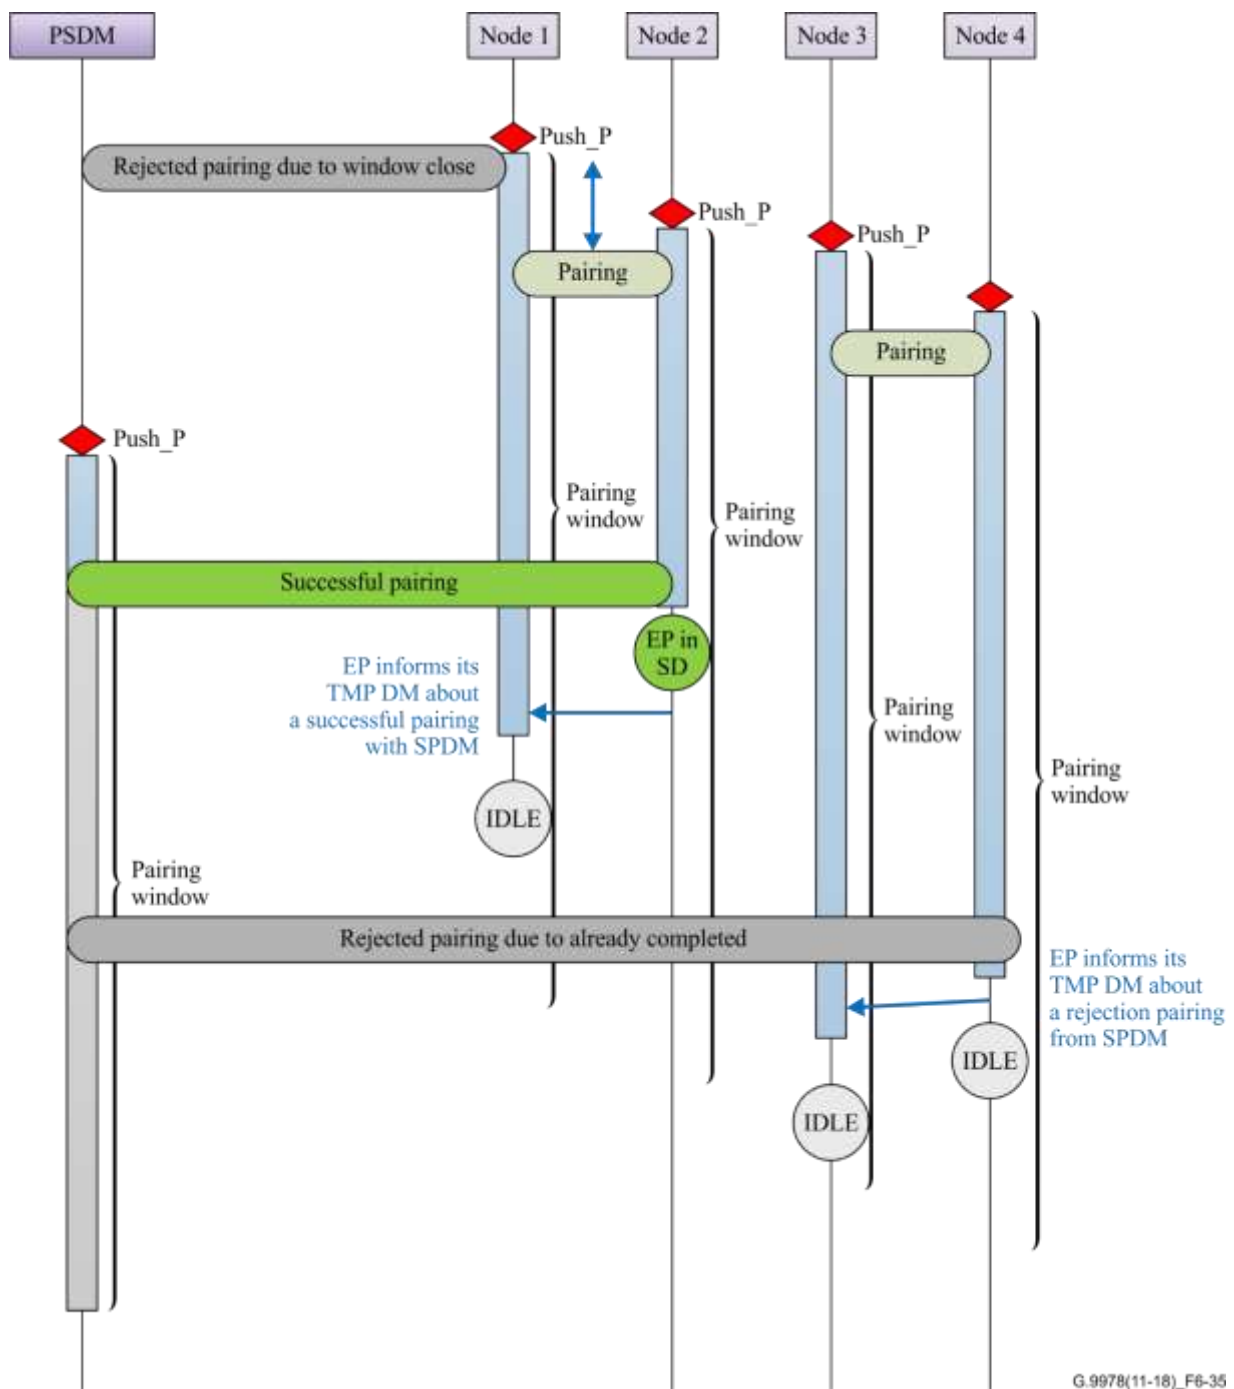 PSDM
Node 1
Node 2
Node 3
Node 4
Push_P
Rejected pairing due to window close
Push_P
Push_P
Pairing
Pairing
Push_P
Pairing
window
Pairing
window
Successful pairing
EP in
SD
EP informs its
TMP DM about
a successful pairing
with SPDM
Pairing
window
Pairing
window
IDLE
Pairing
window
Rejected pairing due to already completed
EP informs its
TMP DM about
a rejection pairing
from SPDM
IDLE
IDLE
G.9978(11-18)_F6-35